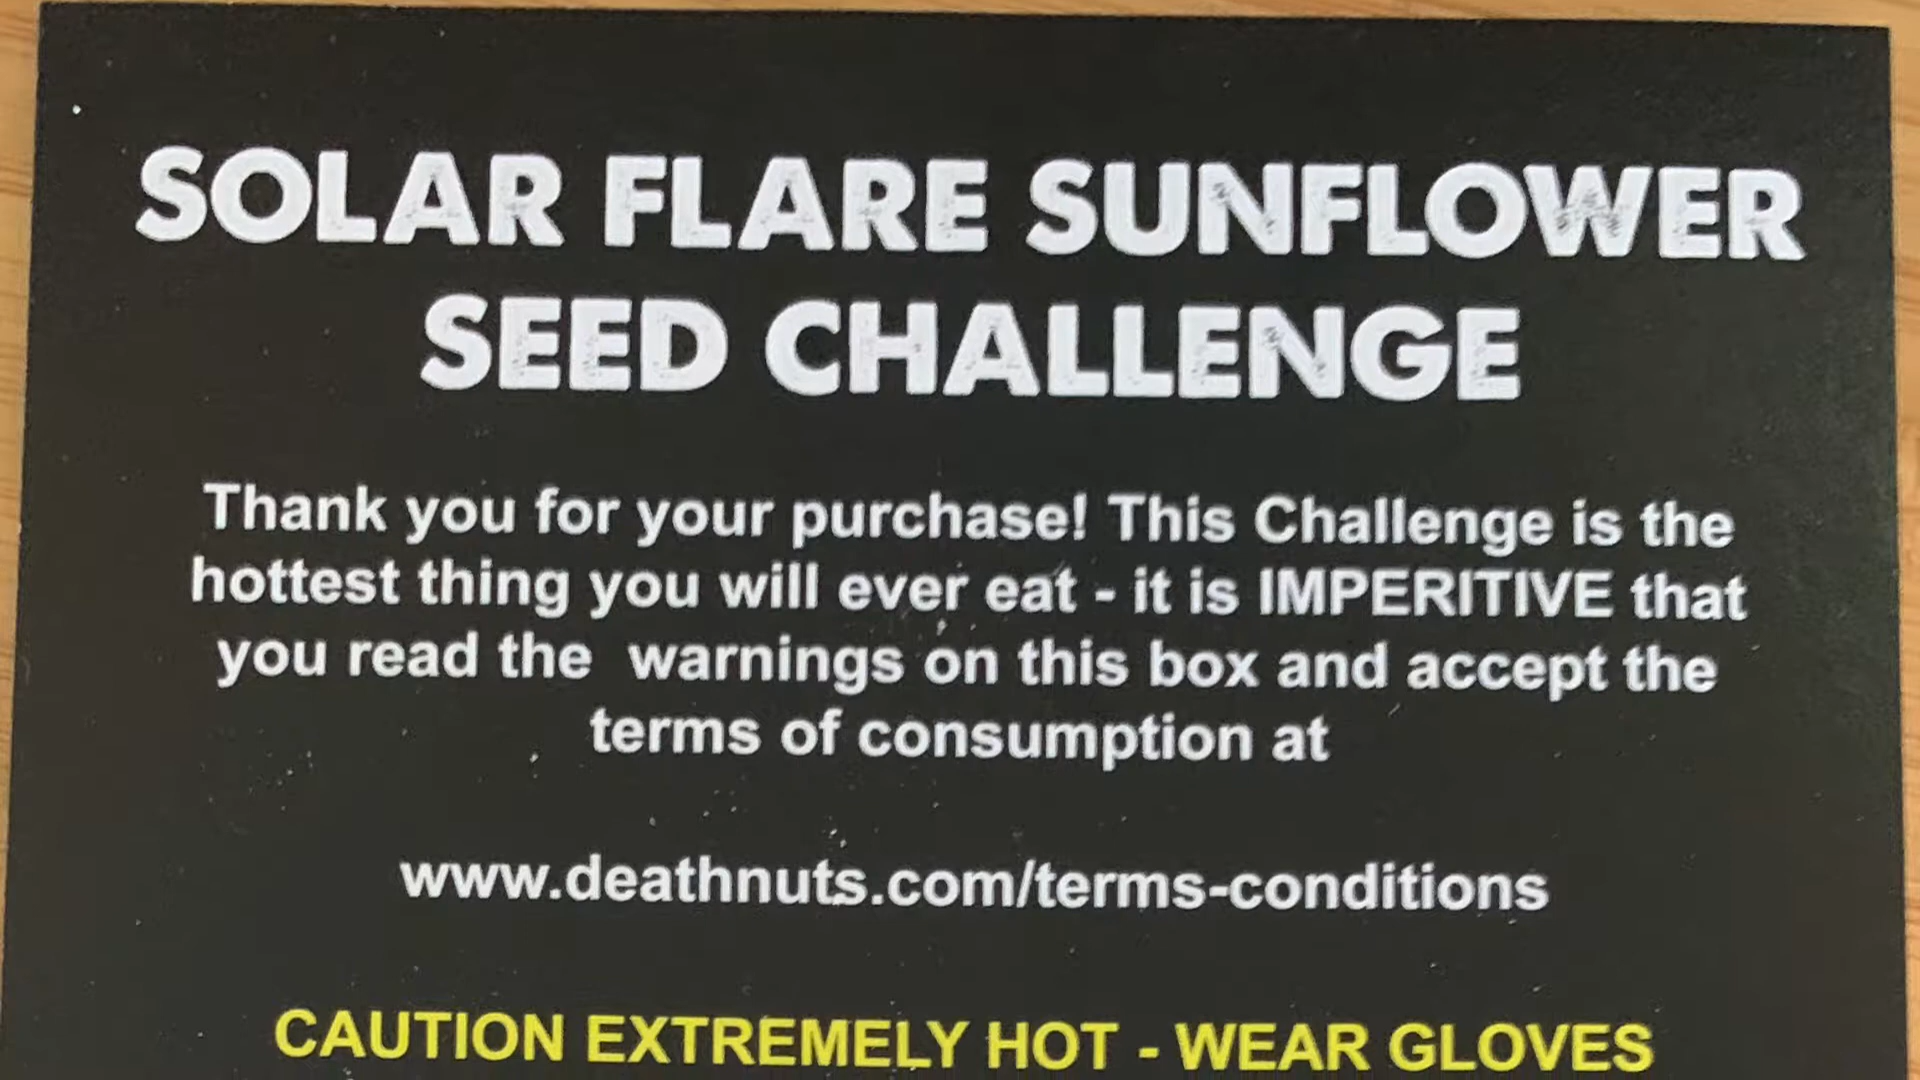 SOLAR FLARE SUNFLOWER
SEED CHALLENGE
Thank you for your purchase! This Challenge is the
hottest thing you will ever eat - it is IMPERITIVE that
you read the  warnings on this box and accept the
terms of consumption at
www.deathnuts.com/terms-conditions
CAUTION EXTREMELY HOT - WEAR GLOVES